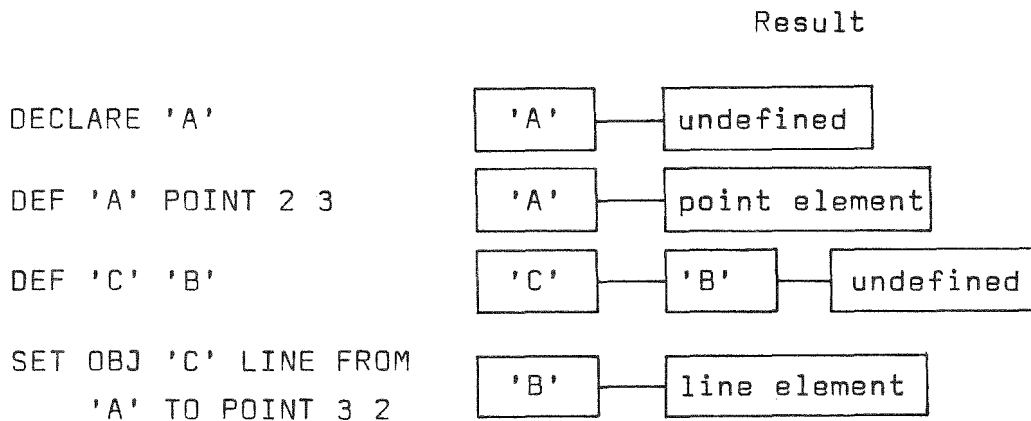 Result
DECLARE 'A' 'A' undefined
DEF 'A' POINT 2 3 'A' point element
DEF 'C' 'B' 'C' 'B' undefined
SET OBJ 'C' LINE FROM
'A' TO POINT 3 2 'B' line element